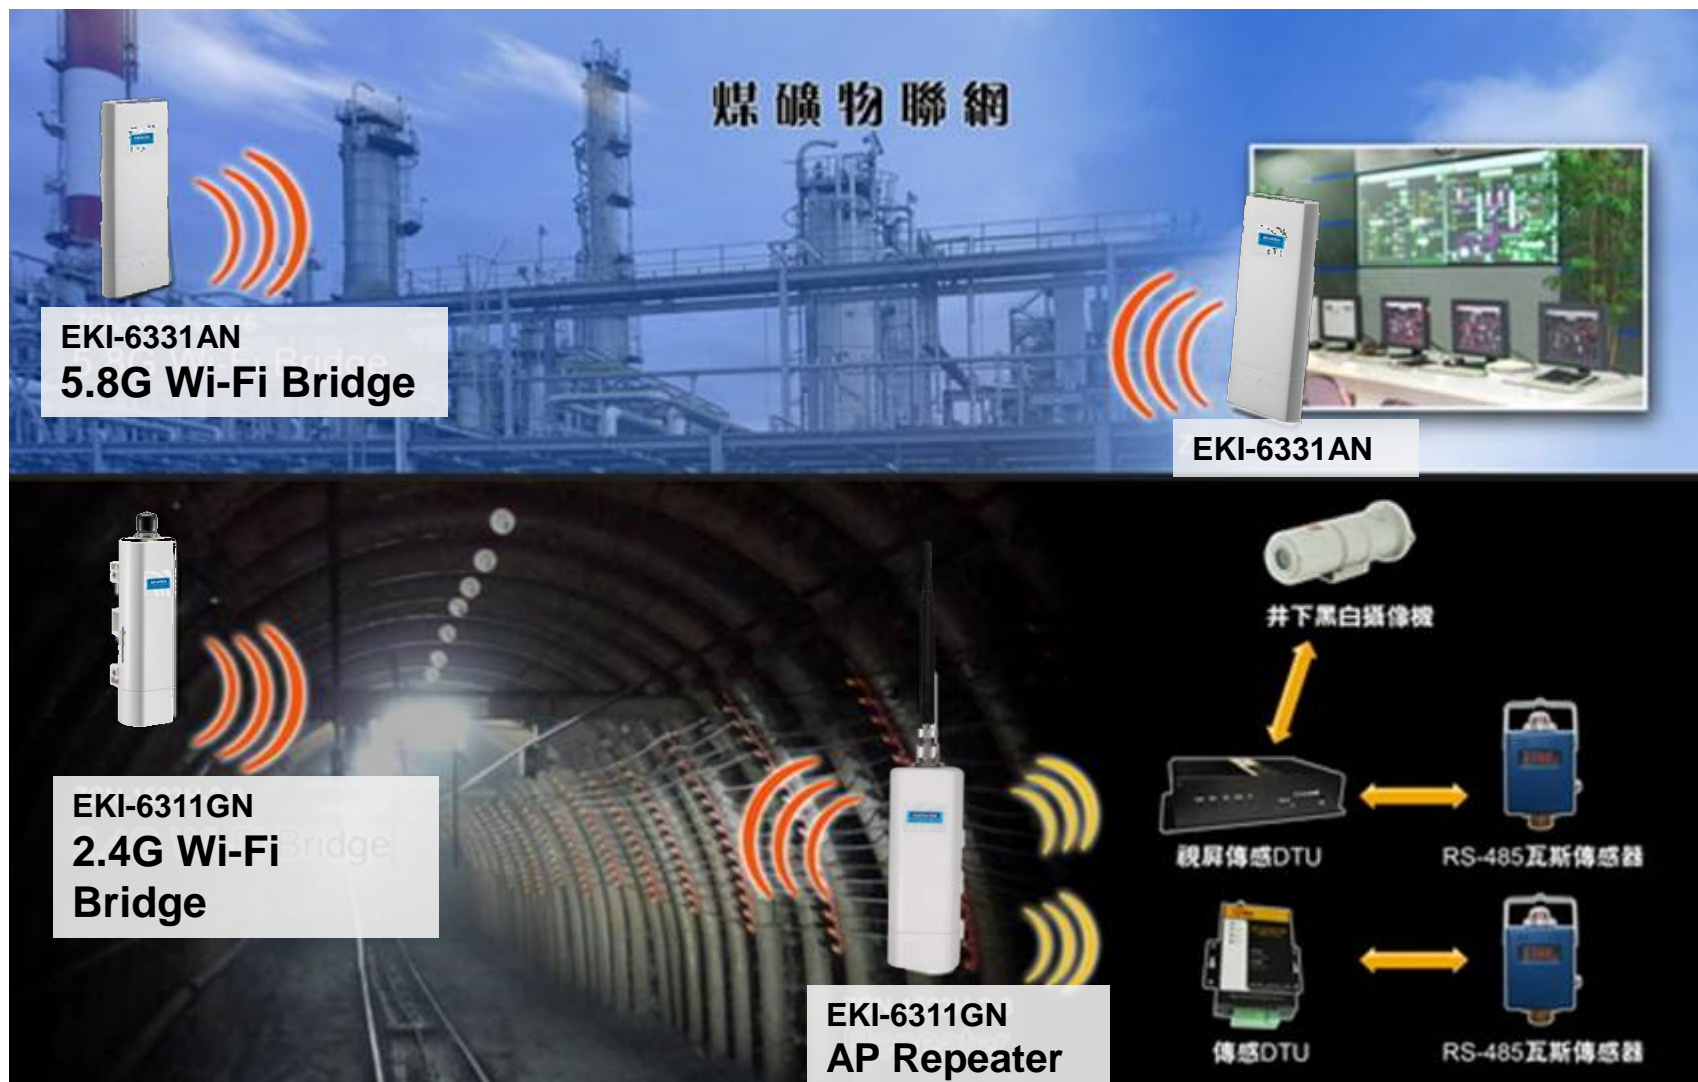 煤礦物聯網
EKI-6331AN
5.8G Wi-Fi Bridge
EKI-6331AN
井下黑白攝像機
EKI-6311GN
2.4G Wi-Fi
Bridge
視屏傳感DTU
RS-485瓦斯傳感器
EKI-6311GN
AP Repeater
傳感DTU
RS-485瓦斯傳感器